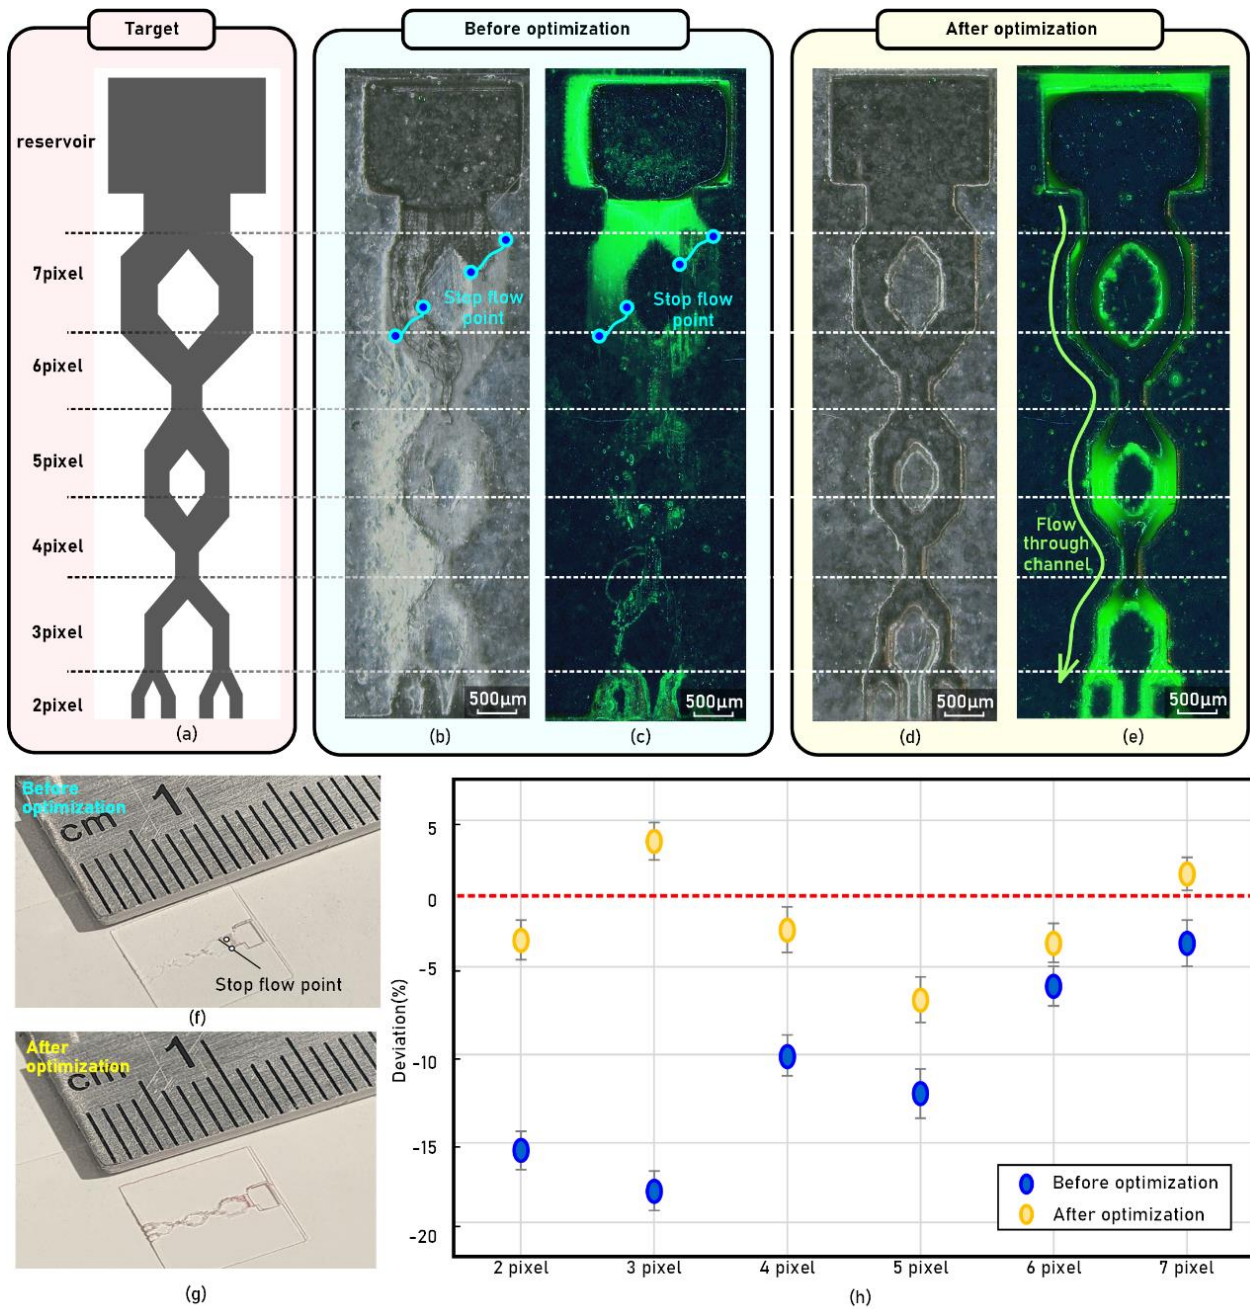 Target
Before optimization
After optimization
reservoir
7pixel
6pixel
5pixel
4pixel
3pixel
2pixel
(a)
Stop flow
point
500µm
(b)
Stop flow
point
500µm
(c)
500µm
(d)
Flow
through
channel
500µm
(e)
Before
optimization
cm
1
Stop flow point
(f)
After
optimization
cm
1
(g)
Deviation(%)
5
0
-5
-10
-15
-20
Before optimization
After optimization
2 pixel
3 pixel
4 pixel
5 pixel
6 pixel
7 pixel
(h)